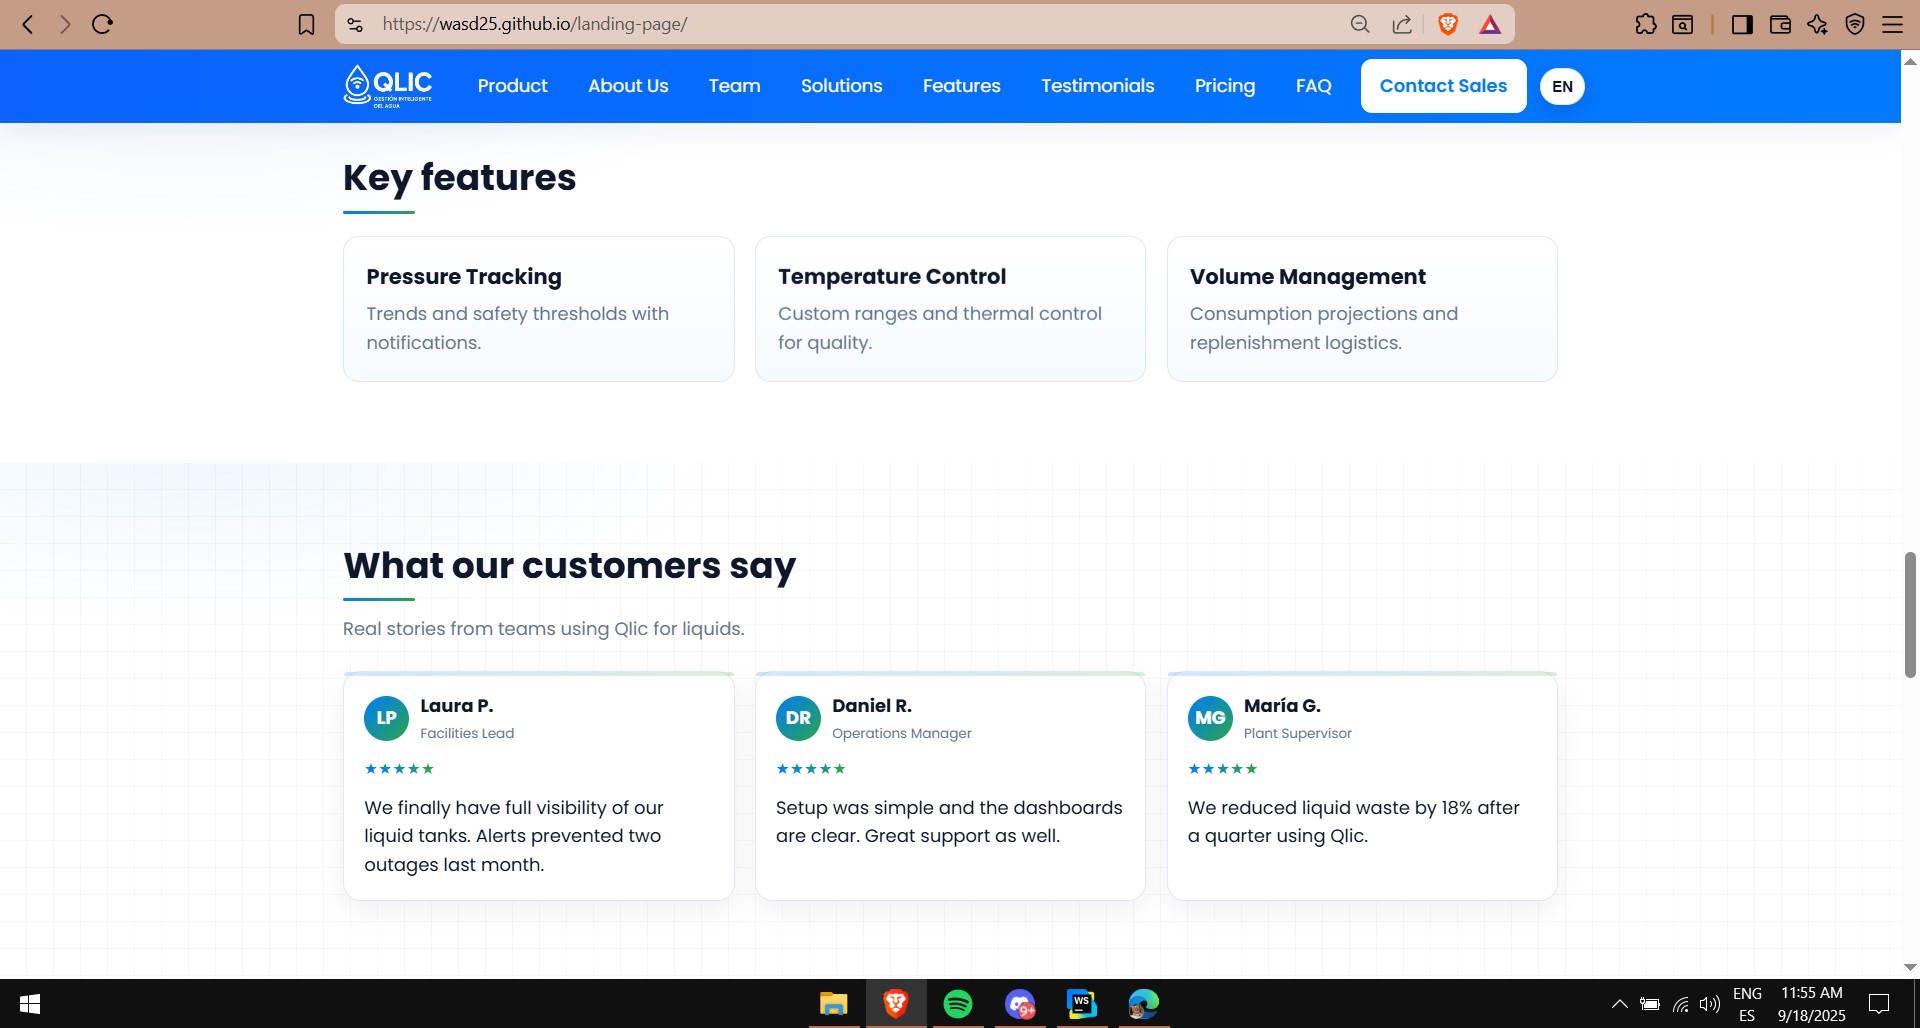 https://wasd25.github.io/landing-page/
QLIC
GESTIÓN INTELIGENTE
DEL AGUA
Product
About Us
Team
Solutions
Features
Testimonials
Pricing
FAQ
Contact Sales
EN
Key features
Pressure Tracking
Trends and safety thresholds with
notifications.
Temperature Control
Custom ranges and thermal control
for quality.
Volume Management
Consumption projections and
replenishment logistics.
What our customers say
Real stories from teams using Qlic for liquids.
LP
Laura P.
Facilities Lead
★★★★★
We finally have full visibility of our
liquid tanks. Alerts prevented two
outages last month.
DR
Daniel R.
Operations Manager
★★★★★
Setup was simple and the dashboards
are clear. Great support as well.
MG
María G.
Plant Supervisor
★★★★★
We reduced liquid waste by 18% after
a quarter using Qlic.
9+
WS
ENG
ES
11:55 AM
9/18/2025